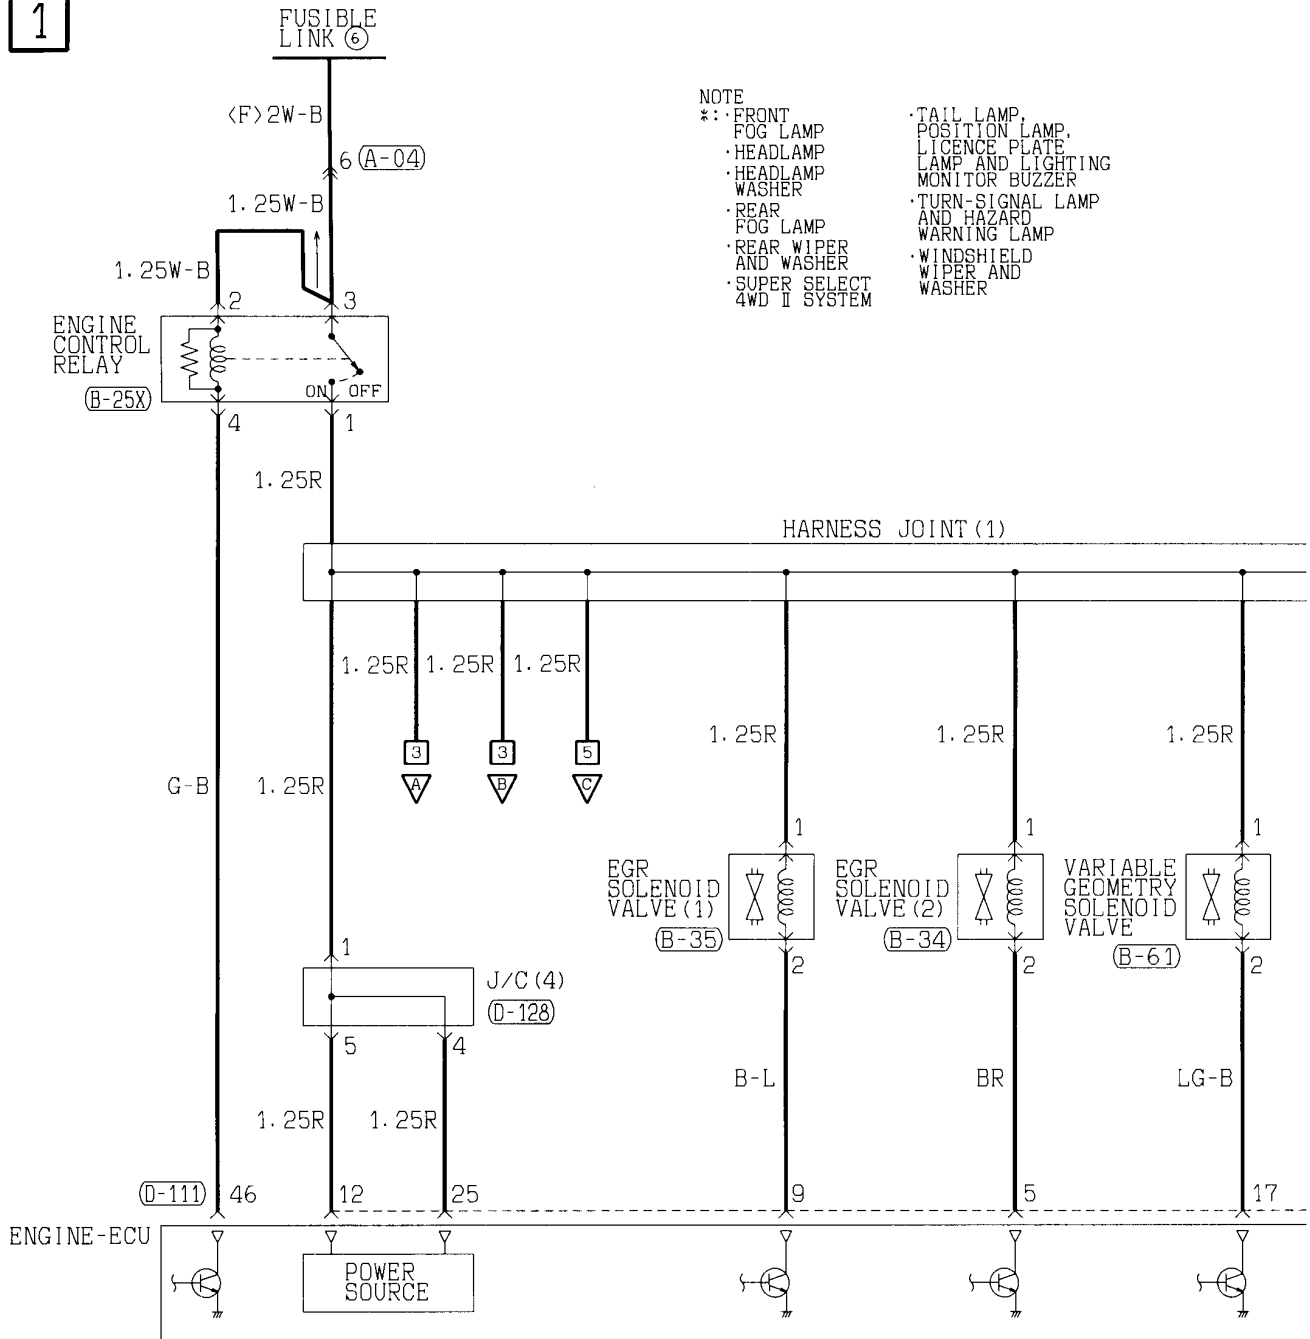 1
FUSIBLE
LINK ⑥
<F>2W-B
6 (A-04)
1.25W-B
1.25W-B
2
3
ENGINE
CONTROL
RELAY
(B-25X)
ON OFF
4
1
NOTE
*:·FRONT
FOG LAMP
·HEADLAMP
·HEADLAMP
WASHER
·REAR
FOG LAMP
·REAR WIPER
AND WASHER
·SUPER SELECT
4WD Ⅱ SYSTEM
·TAIL LAMP,
POSITION LAMP,
LICENCE PLATE
LAMP AND LIGHTING
MONITOR BUZZER
·TURN-SIGNAL LAMP
AND HAZARD
WARNING LAMP
·WINDSHIELD
WIPER AND
WASHER
1.25R
HARNESS JOINT(1)
1.25R 1.25R 1.25R
3 3 5
A B C
1.25R 1.25R 1.25R
G-B
1.25R
1 1 1
EGR
SOLENOID
VALVE(1)
(B-35)
2
EGR
SOLENOID
VALVE(2)
(B-34)
2
VARIABLE
GEOMETRY
SOLENOID
VALVE
(B-61)
2
1
J/C(4)
(D-128)
5 4
1.25R 1.25R
B-L BR LG-B
(D-111) 46 12 25 9 5 17
ENGINE-ECU
POWER
SOURCE